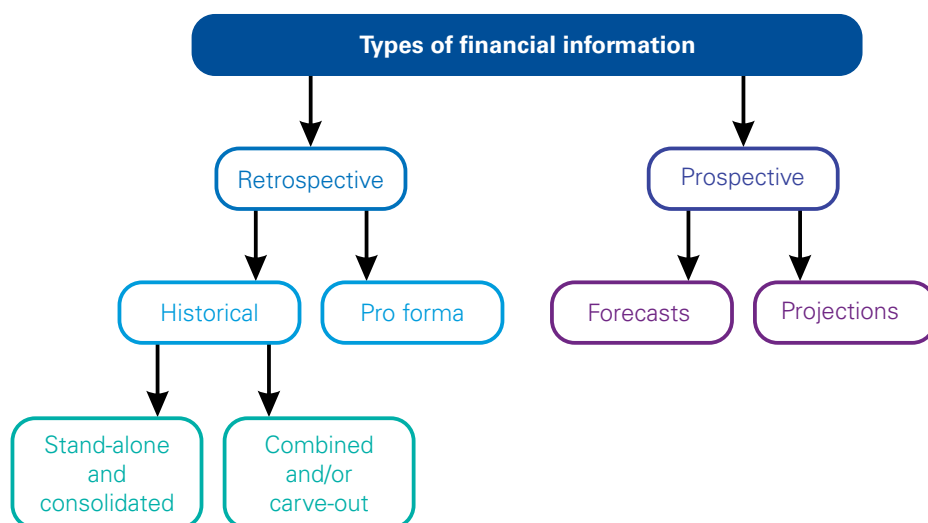 Types of financial information
Retrospective
Prospective
Historical
Pro forma
Forecasts
Projections
Stand-alone
and
consolidated
Combined
and/or
carve-out